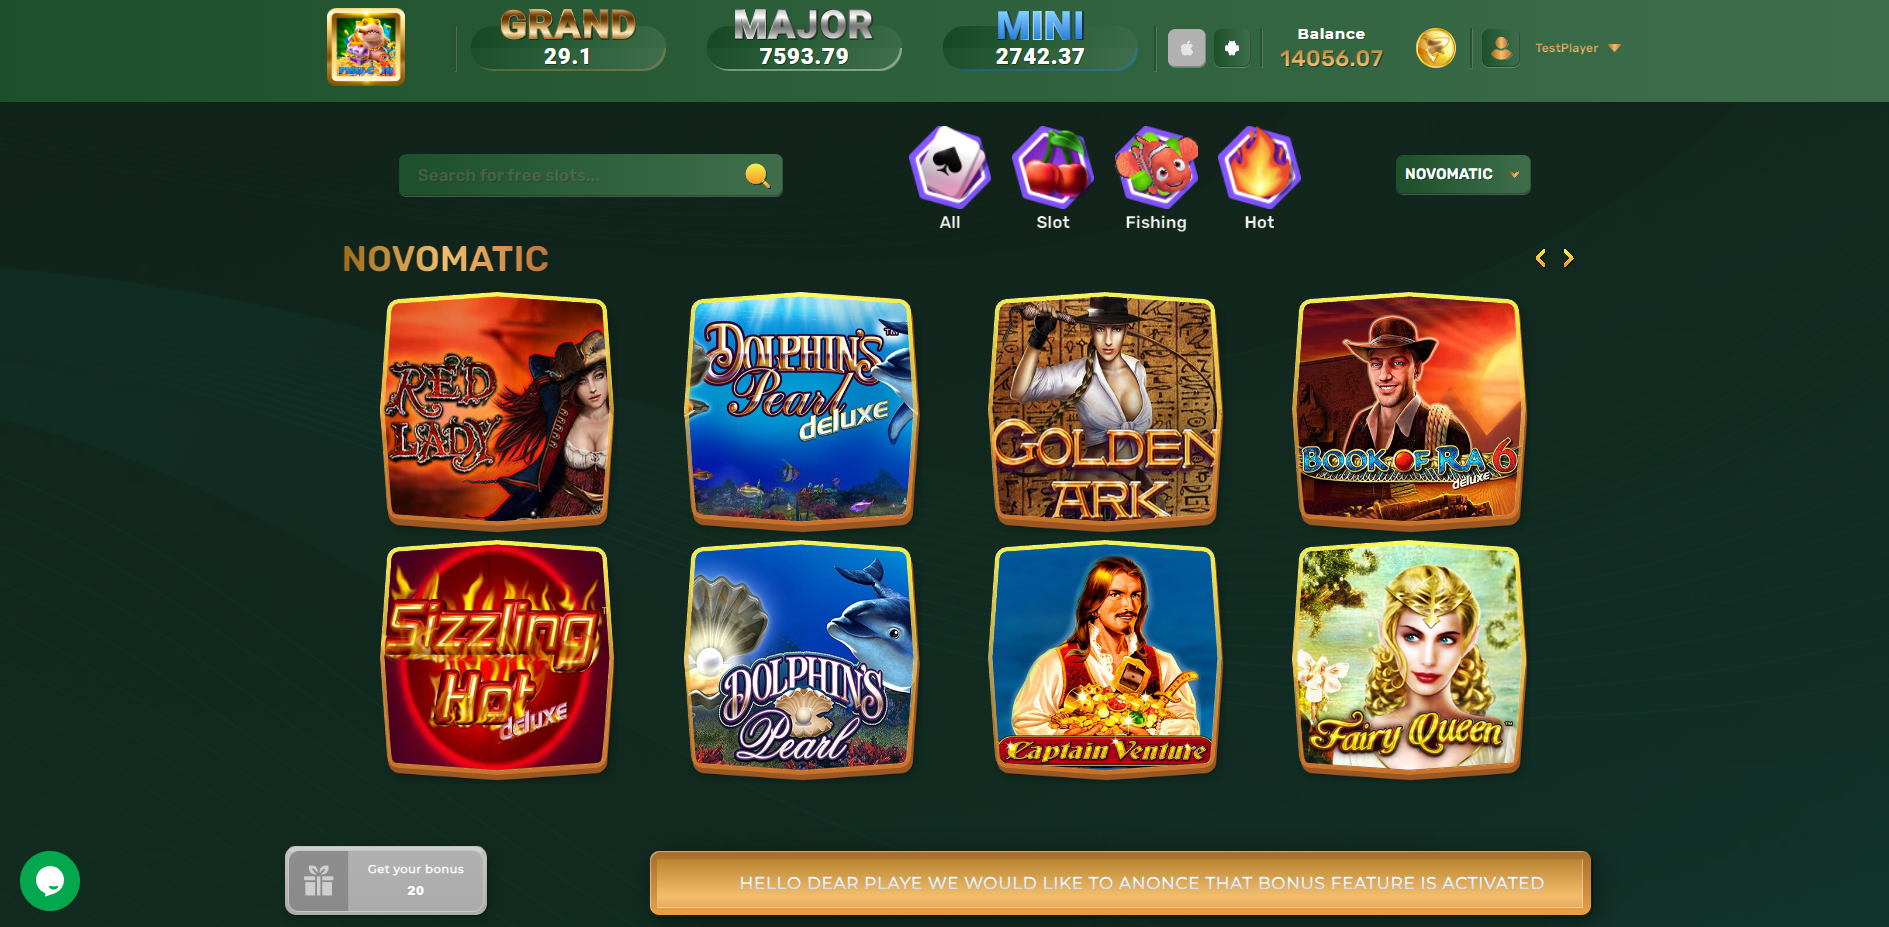 GRAND
29.1
MAJOR
7593.79
MINI
2742.37
Balance
14056.07
TestPlayer
Search for free slots...
All
Slot
Fishing
Hot
NOVOMATIC
NOVOMATIC
RED
LADY
DOLPHIN'S™
Pearl
deluxe
GOLDEN
ARK
BOOK OF RA 6
deluxe
Sizzling
Hot
deluxe
DOLPHIN'S
Pearl
Captain Venture
Fairy Queen™
Get your bonus
20
HELLO DEAR PLAYE WE WOULD LIKE TO ANONCE THAT BONUS FEATURE IS ACTIVATED